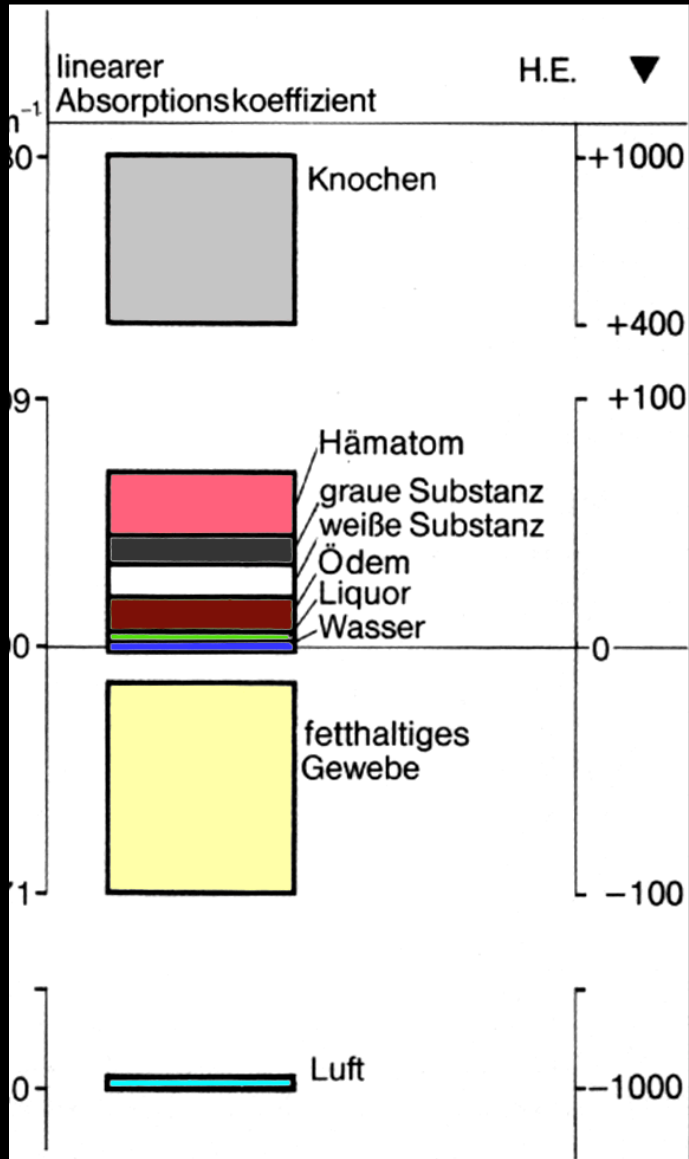 linearer
Absorptionskoeffizient
H.E.
Knochen
+1000
+400
+100
Hämatom
graue Substanz
weiße Substanz
Ödem
Liquor
Wasser
0
fetthaltiges
Gewebe
-100
Luft
0
-1000